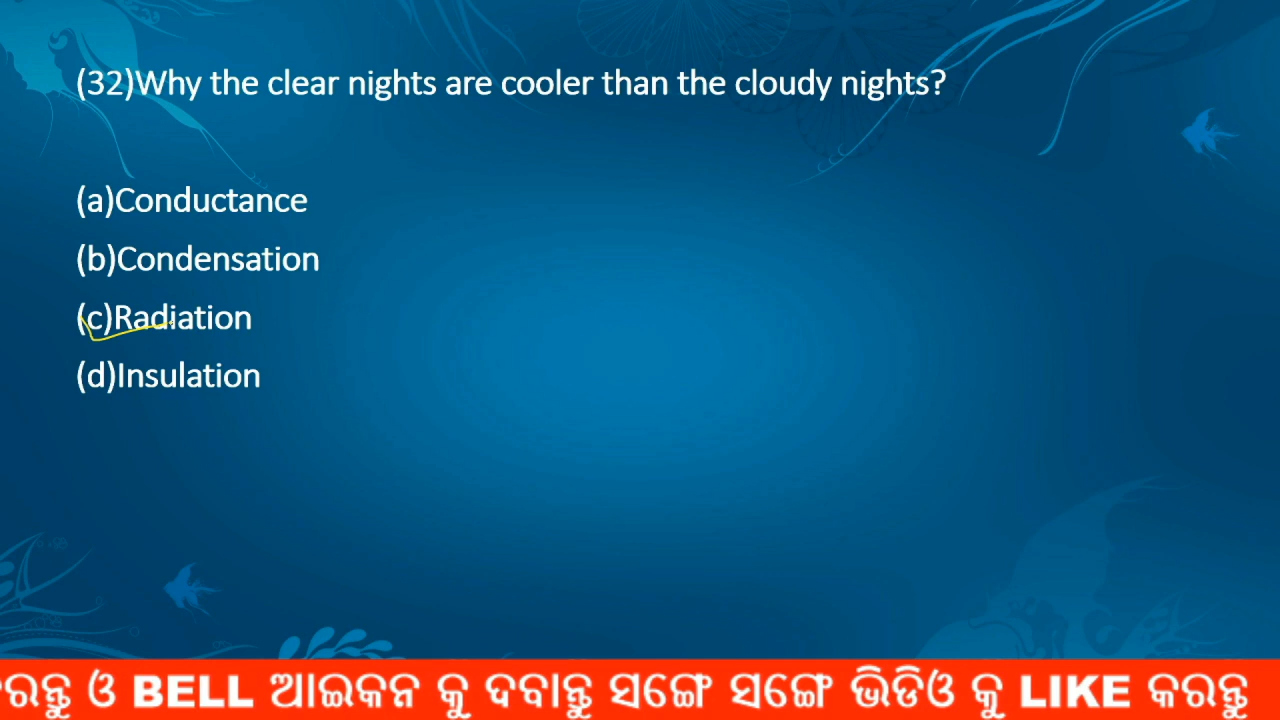 (32)Why the clear nights are cooler than the cloudy nights?
(a)Conductance
(b)Condensation
(c)Radiation
(d)Insulation
କରନ୍ତୁ ଓ BELL ଆଇକନ କୁ ଦବାନ୍ତୁ ସଙ୍ଗେ ସଙ୍ଗେ ଭିଡିଓ କୁ LIKE କରନ୍ତୁ